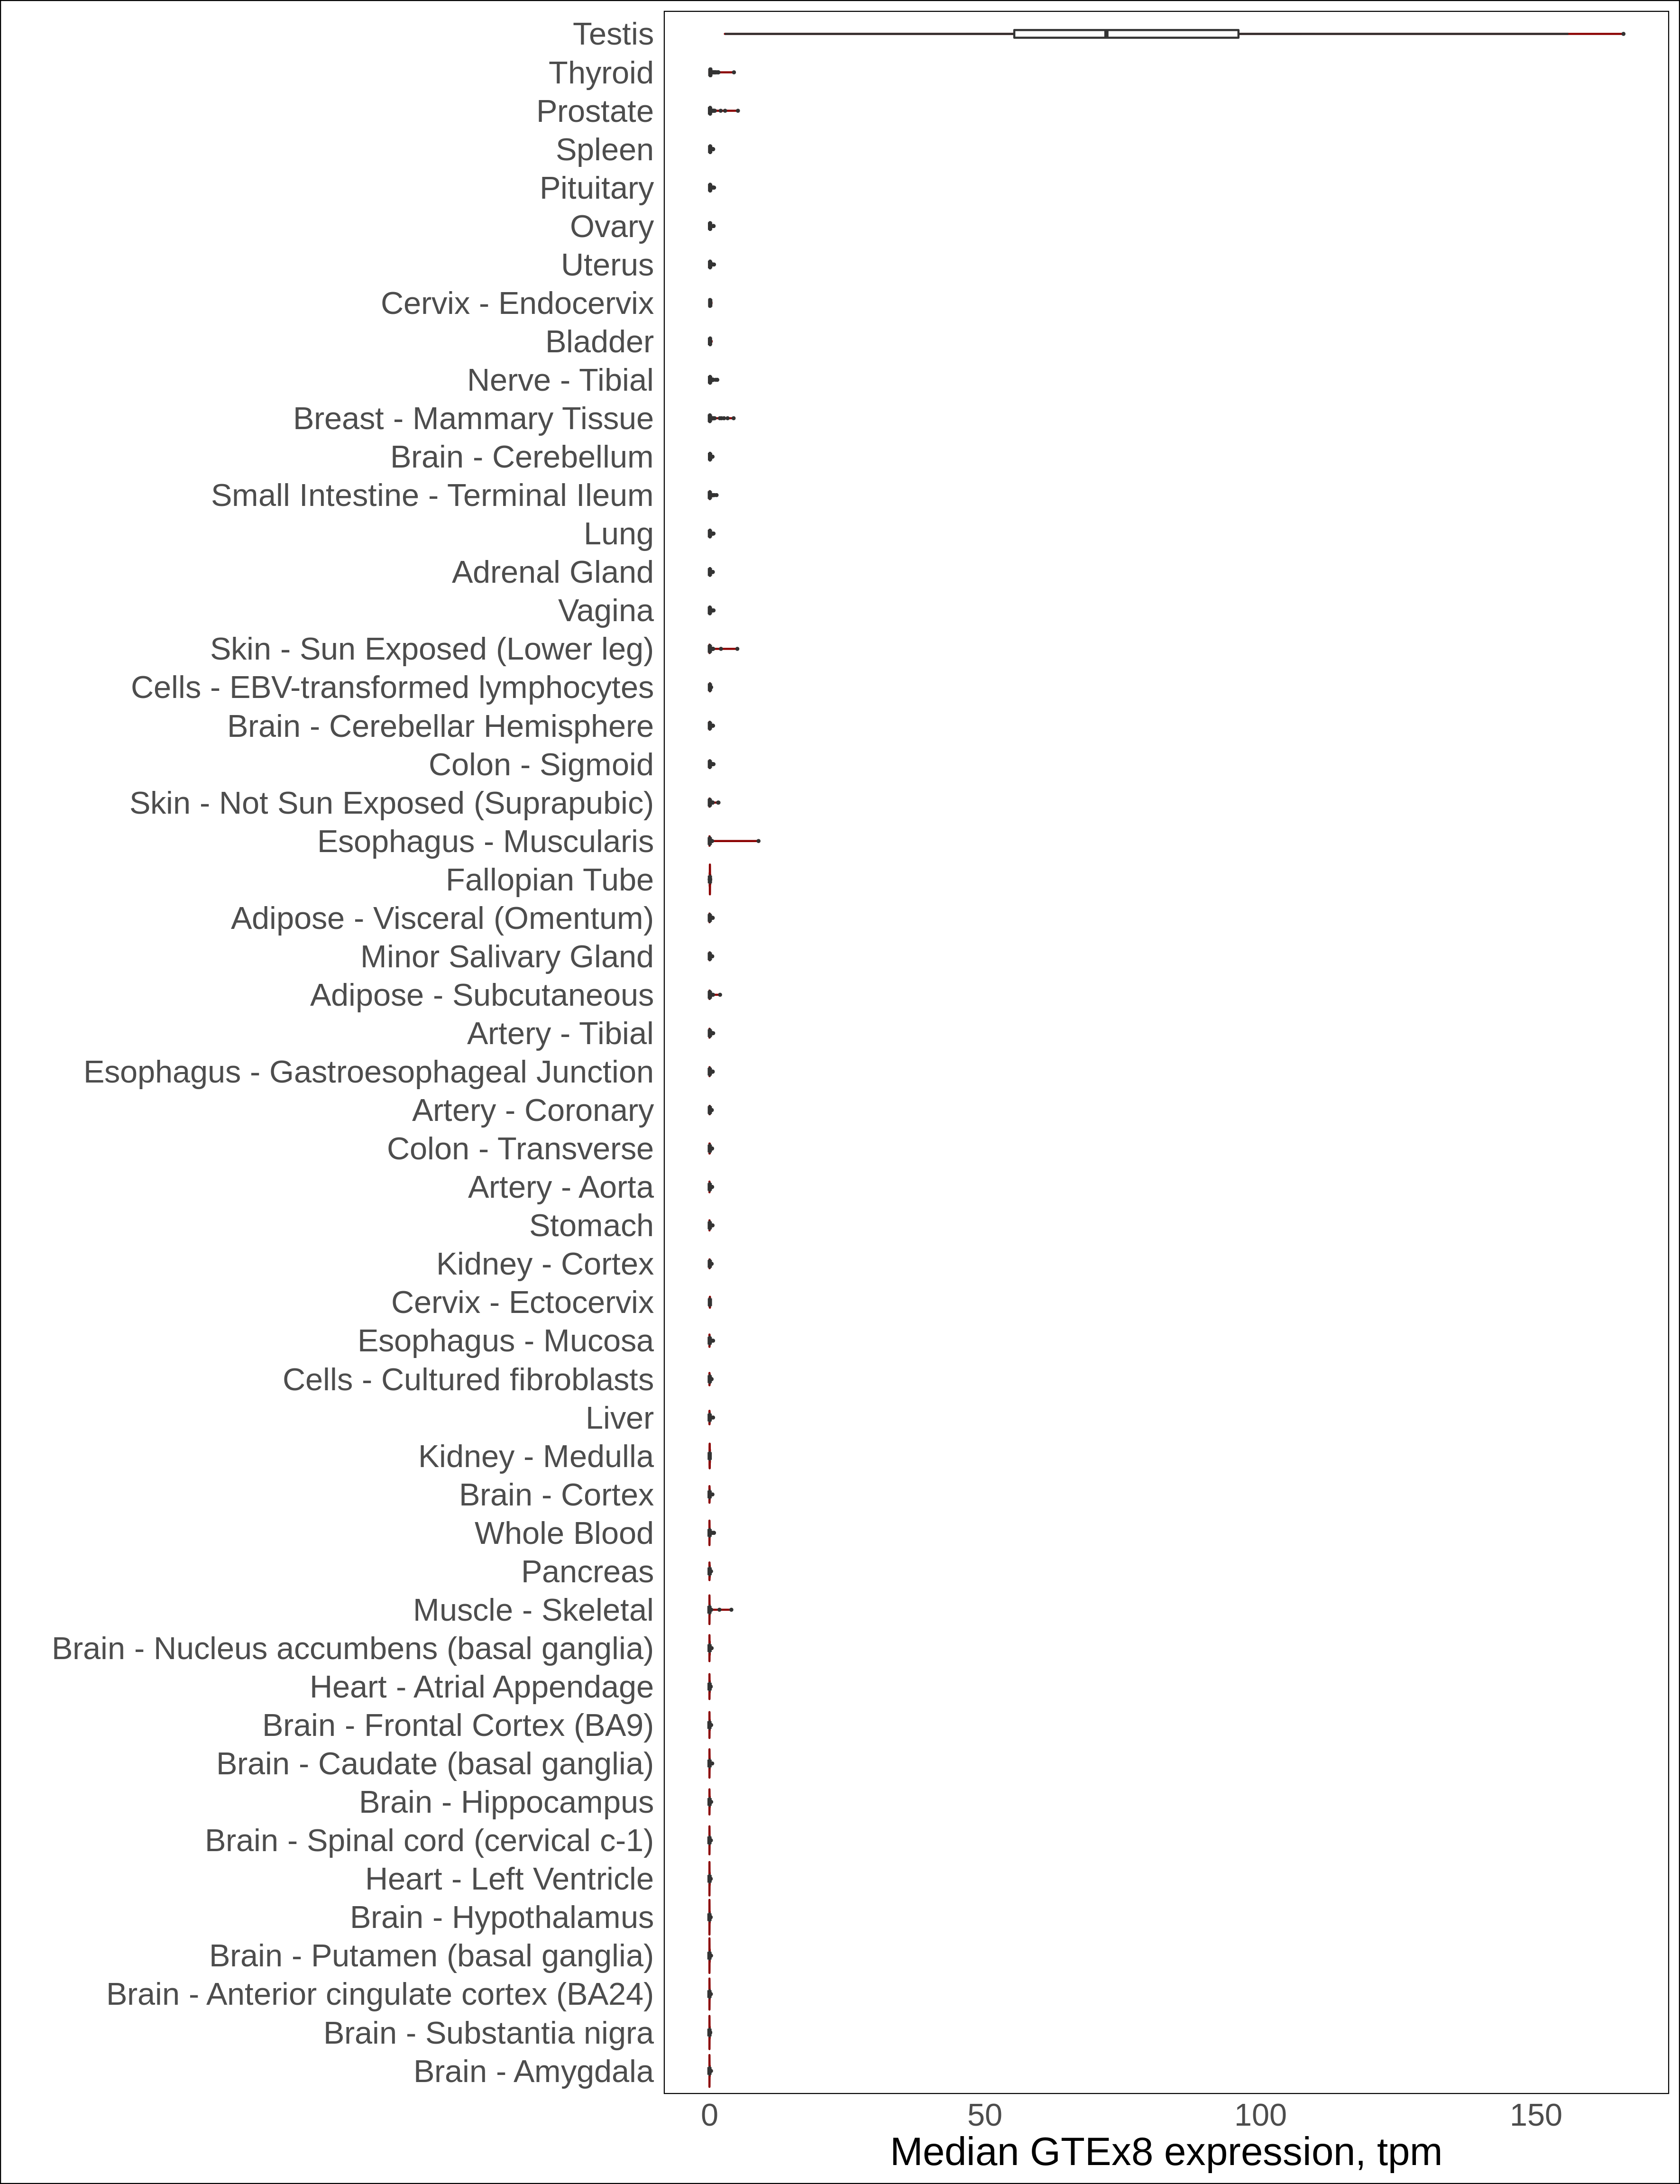 Testis
Thyroid
Prostate
Spleen
Pituitary
Ovary
Uterus
Cervix - Endocervix
Bladder
Nerve - Tibial
Breast - Mammary Tissue
Brain - Cerebellum
Small Intestine - Terminal Ileum
Lung
Adrenal Gland
Vagina
Skin - Sun Exposed (Lower leg)
Cells - EBV-transformed lymphocytes
Brain - Cerebellar Hemisphere
Colon - Sigmoid
Skin - Not Sun Exposed (Suprapubic)
Esophagus - Muscularis
Fallopian Tube
Adipose - Visceral (Omentum)
Minor Salivary Gland
Adipose - Subcutaneous
Artery - Tibial
Esophagus - Gastroesophageal Junction
Artery - Coronary
Colon - Transverse
Artery - Aorta
Stomach
Kidney - Cortex
Cervix - Ectocervix
Esophagus - Mucosa
Cells - Cultured fibroblasts
Liver
Kidney - Medulla
Brain - Cortex
Whole Blood
Pancreas
Muscle - Skeletal
Brain - Nucleus accumbens (basal ganglia)
Heart - Atrial Appendage
Brain - Frontal Cortex (BA9)
Brain - Caudate (basal ganglia)
Brain - Hippocampus
Brain - Spinal cord (cervical c-1)
Heart - Left Ventricle
Brain - Hypothalamus
Brain - Putamen (basal ganglia)
Brain - Anterior cingulate cortex (BA24)
Brain - Substantia nigra
Brain - Amygdala
0 50 100 150
Median GTEx8 expression, tpm